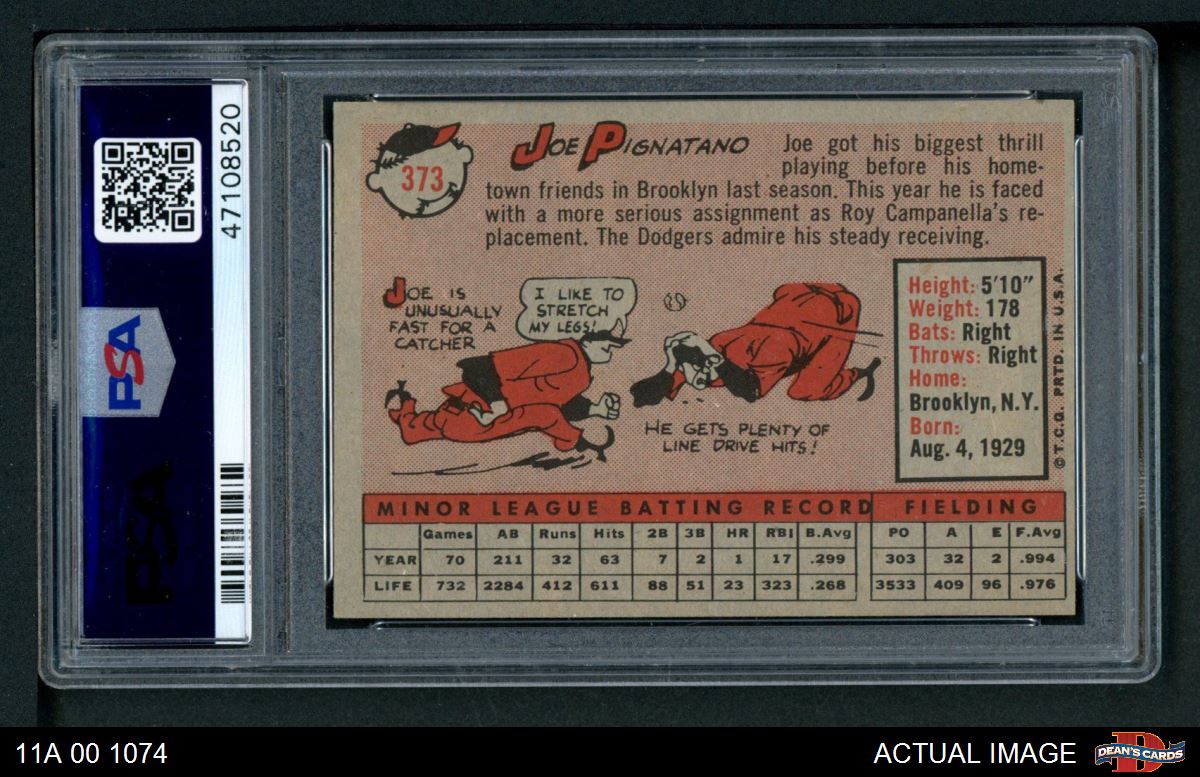 47108520
PSA
PSA
373
JOE PIGNATANO
Joe got his biggest thrill
playing before his home-
town friends in Brooklyn last season. This year he is faced
with a more serious assignment as Roy Campanella's re-
placement. The Dodgers admire his steady receiving.
JOE IS
UNUSUALLY
FAST FOR A
CATCHER
I LIKE TO
STRETCH
MY LEGS!
HE GETS PLENTY OF
LINE DRIVE HITS!
Height: 5'10"
Weight: 178
Bats: Right
Throws: Right
Home:
Brooklyn, N.Y.
Born:
Aug. 4, 1929
© T.C.G. PRTD. IN U.S.A.
MINOR LEAGUE BATTING RECORD FIELDING
Games AB Runs Hits 2B 3B HR RBI B.Avg PO A E F.Avg
YEAR 70 211 32 63 7 2 1 17 .299 303 32 2 .994
LIFE 732 2284 412 611 88 51 23 323 .268 3533 409 96 .976
11A 00 1074
ACTUAL IMAGE
DEAN'S CARDS